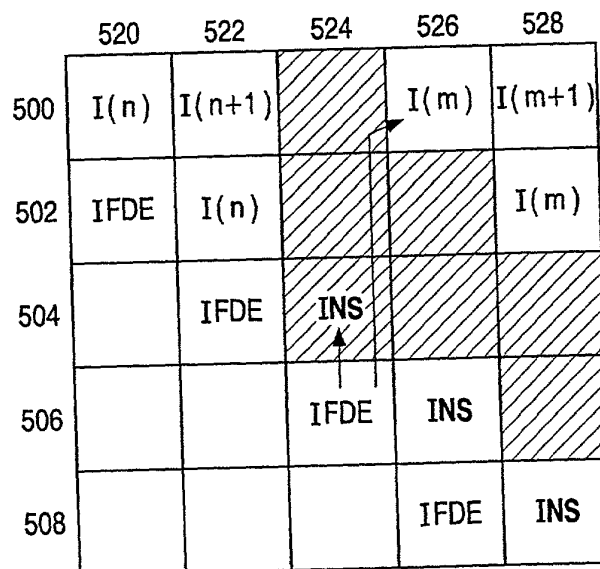 520 522 524 526 528
500 I(n) I(n+1) I(m) I(m+1)
502 IFDE I(n) I(m)
504 IFDE INS
506 IFDE INS
508 IFDE INS